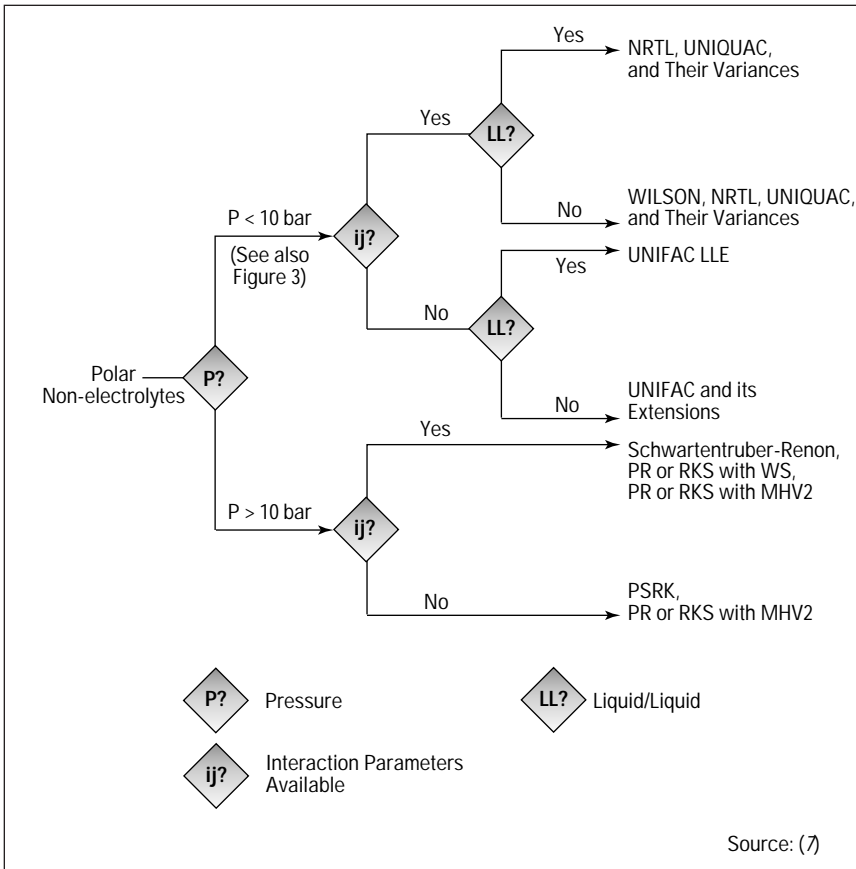 Yes
NRTL, UNIQUAC,
and Their Variances
Yes
LL?
P < 10 bar
No
WILSON, NRTL, UNIQUAC,
and Their Variances
ij?
(See also
Figure 3)
Yes
UNIFAC LLE
No
LL?
Polar
Non-electrolytes
P?
No
UNIFAC and its
Extensions
Yes
Schwartentruber-Renon,
PR or RKS with WS,
PR or RKS with MHV2
P > 10 bar
ij?
No
PSRK,
PR or RKS with MHV2
P?
Pressure
LL?
Liquid/Liquid
ij?
Interaction Parameters
Available
Source: (7)